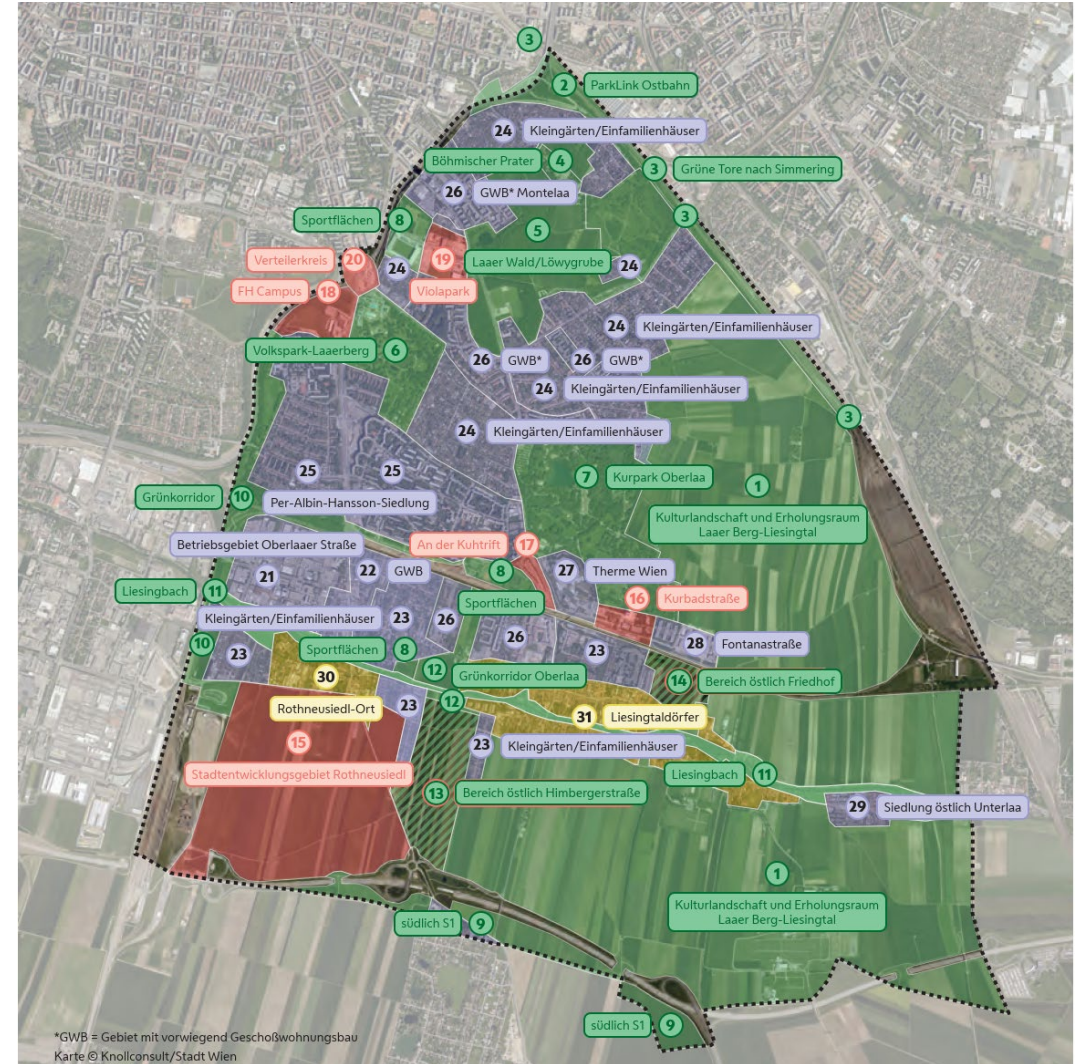 3
2 ParkLink Ostbahn
24 Kleingärten/Einfamilienhäuser
Böhmischer Prater 4
3 Grüne Tore nach Simmering
26 GWB* Montelaa
3
Sportflächen 8
5
Verteilerkreis 20
19
Laaer Wald/Löwygrube
24
24
FH Campus 18
Violapark
24 Kleingärten/Einfamilienhäuser
Volkspark-Laaerberg 6
26 GWB*
26 GWB*
24 Kleingärten/Einfamilienhäuser
3
24 Kleingärten/Einfamilienhäuser
25
25
7 Kurpark Oberlaa
1
Grünkorridor 10
Per-Albin-Hansson-Siedlung
Kulturlandschaft und Erholungsraum
Laaer Berg-Liesingtal
Betriebsgebiet Oberlaaer Straße
An der Kuhtrift 17
21
22 GWB
8
27 Therme Wien
Liesingbach 11
Sportflächen
16 Kurbadstraße
Kleingärten/Einfamilienhäuser 23
26
26
10
23
Sportflächen 8
23
28 Fontanastraße
30
12 Grünkorridor Oberlaa
14 Bereich östlich Friedhof
Rothneusiedl-Ort
23
12
31 Liesingtaldörfer
15
23 Kleingärten/Einfamilienhäuser
Stadtentwicklungsgebiet Rothneusiedl
Liesingbach 11
13 Bereich östlich Himbergerstraße
29 Siedlung östlich Unterlaa
1
Kulturlandschaft und Erholungsraum
Laaer Berg-Liesingtal
südlich S1 9
südlich S1 9
*GWB = Gebiet mit vorwiegend Geschoßwohnungsbau
Karte © Knollconsult/Stadt Wien